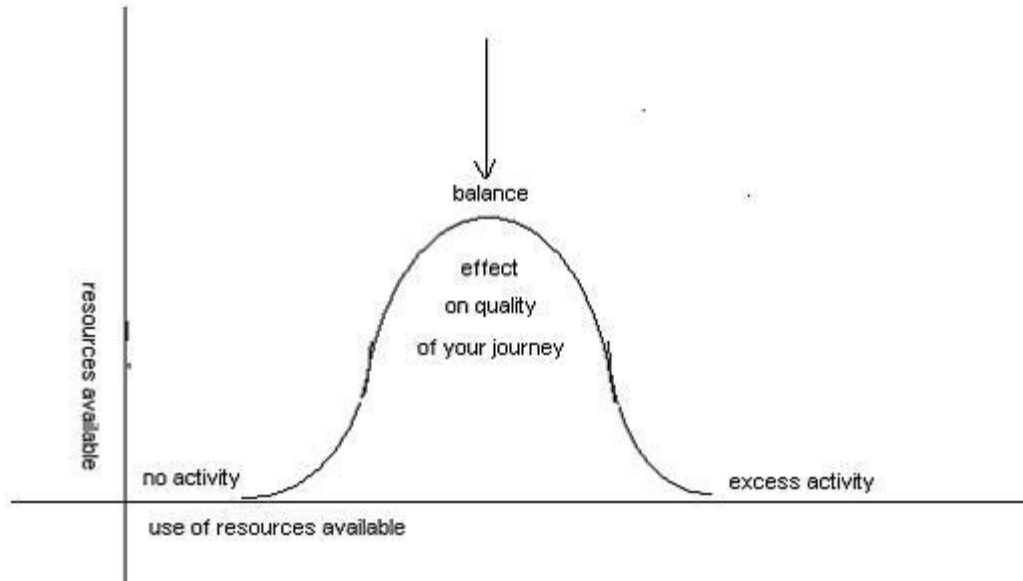 balance
effect
on quality
of your journey
resources available
no activity
excess activity
use of resources available